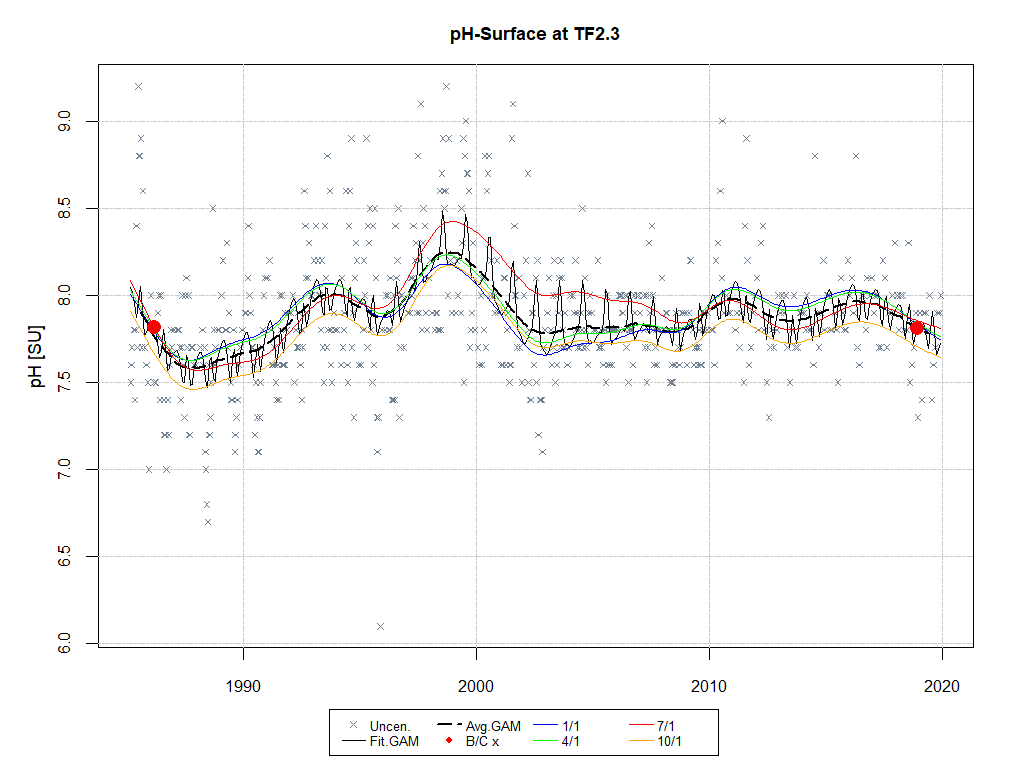 pH-Surface at TF2.3
pH [SU]
9.0
8.5
8.0
7.5
7.0
6.5
6.0
1990 2000 2010 2020
Uncen. Avg.GAM 1/1 7/1
Fit.GAM B/C x 4/1 10/1